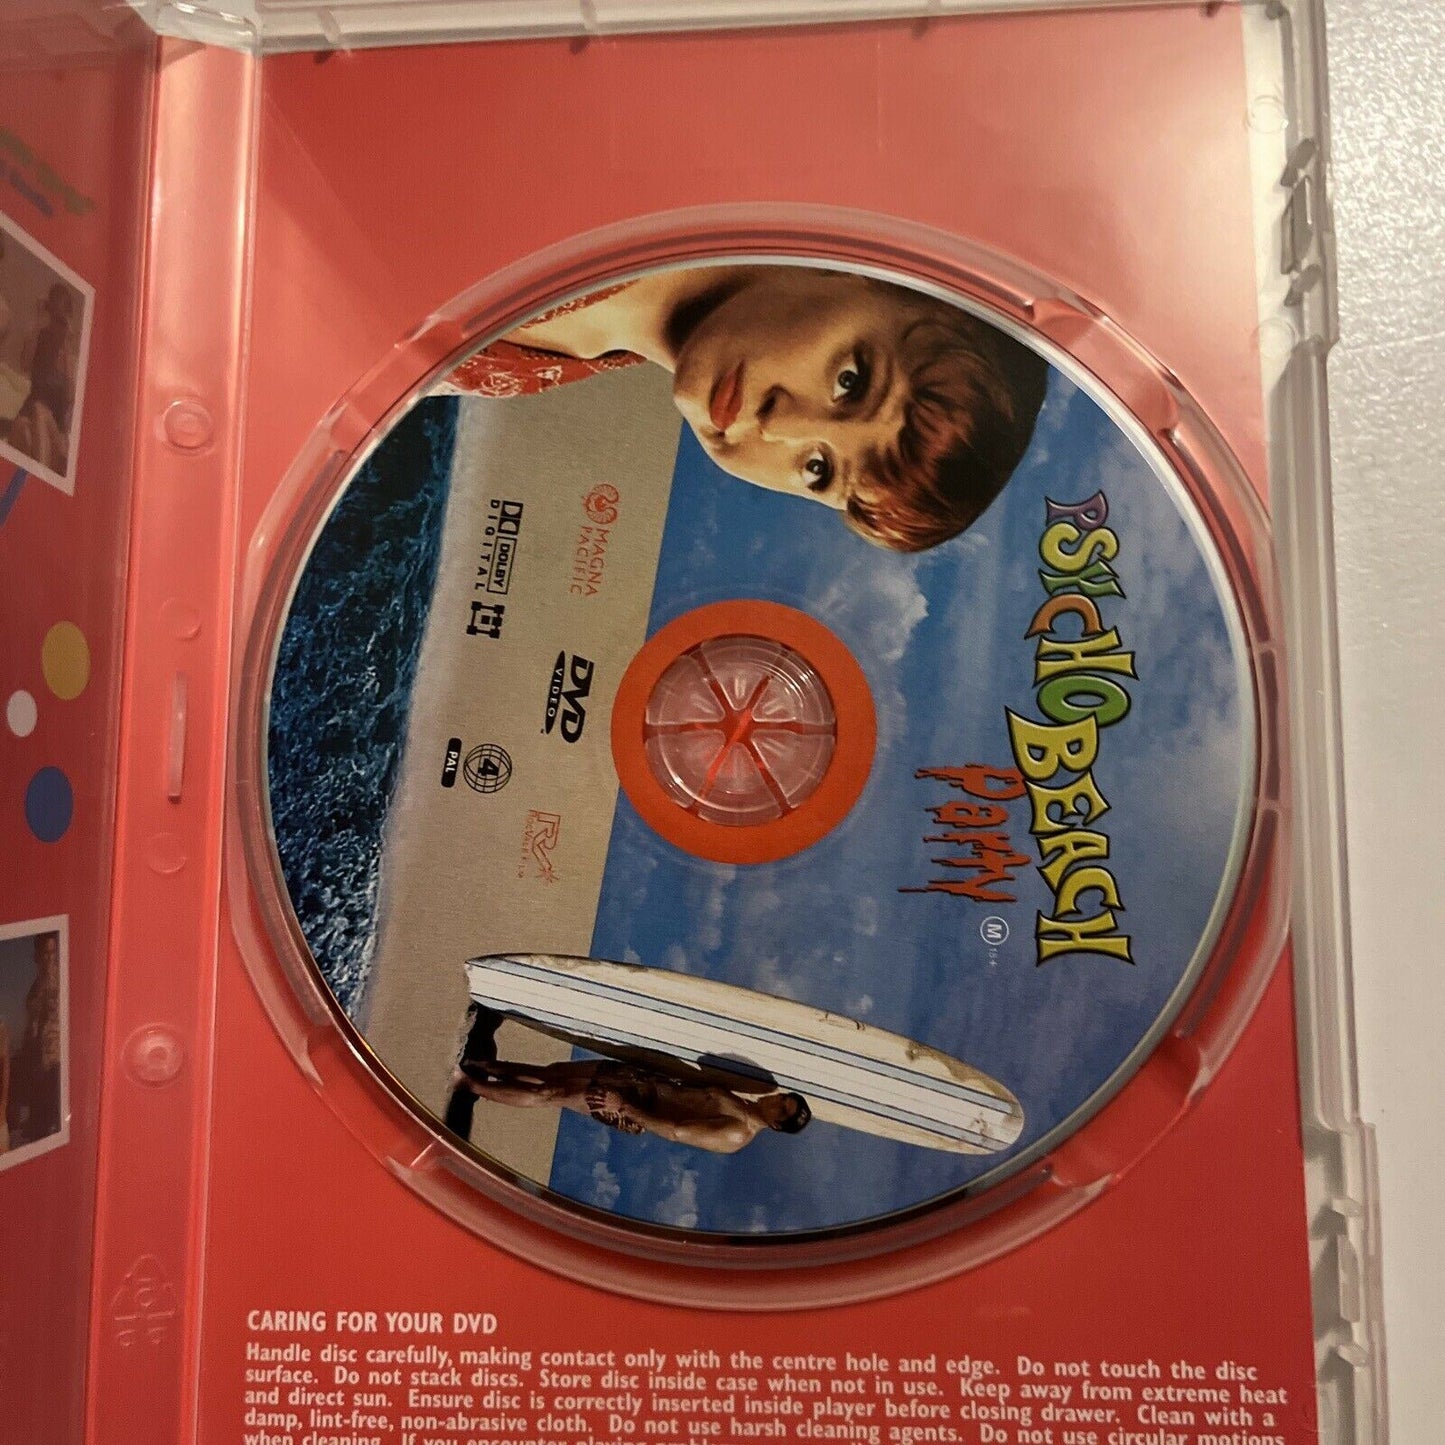 PSYCHO BEACH
Party
M 15+
MAGNA
PACIFIC
DOLBY
DIGITAL
DVD
VIDEO
4
PAL
CARING FOR YOUR DVD
Handle disc carefully, making contact only with the centre hole and edge. Do not touch the disc
surface. Do not stack discs. Store disc inside case when not in use. Keep away from extreme heat
and direct sun. Ensure disc is correctly inserted inside player before closing drawer. Clean with a
damp, lint-free, non-abrasive cloth. Do not use harsh cleaning agents. Do not use circular motions
when cleaning. If you encounter playing